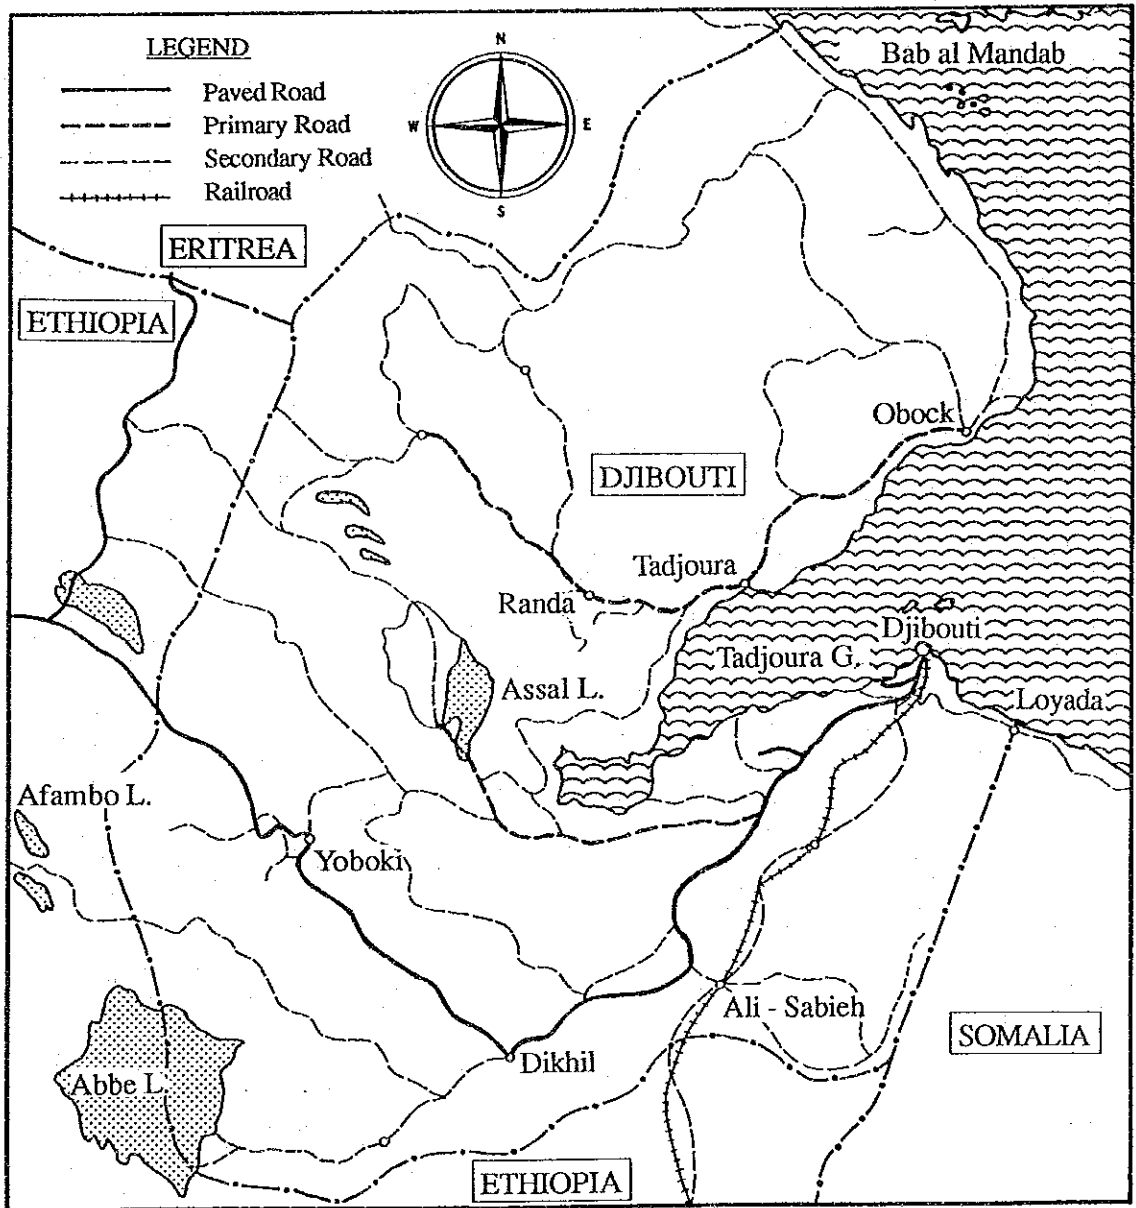 LEGEND
Paved Road
Primary Road
Secondary Road
Railroad
N
W
E
S
Bab al Mandab
ERITREA
ETHIOPIA
Obock
DJIBOUTI
Tadjoura
Randa
Djibouti
Tadjoura G.
Assal L.
Loyada
Afambo L.
Yoboki
Ali - Sabieh
SOMALIA
Dikhil
Abbe L.
ETHIOPIA